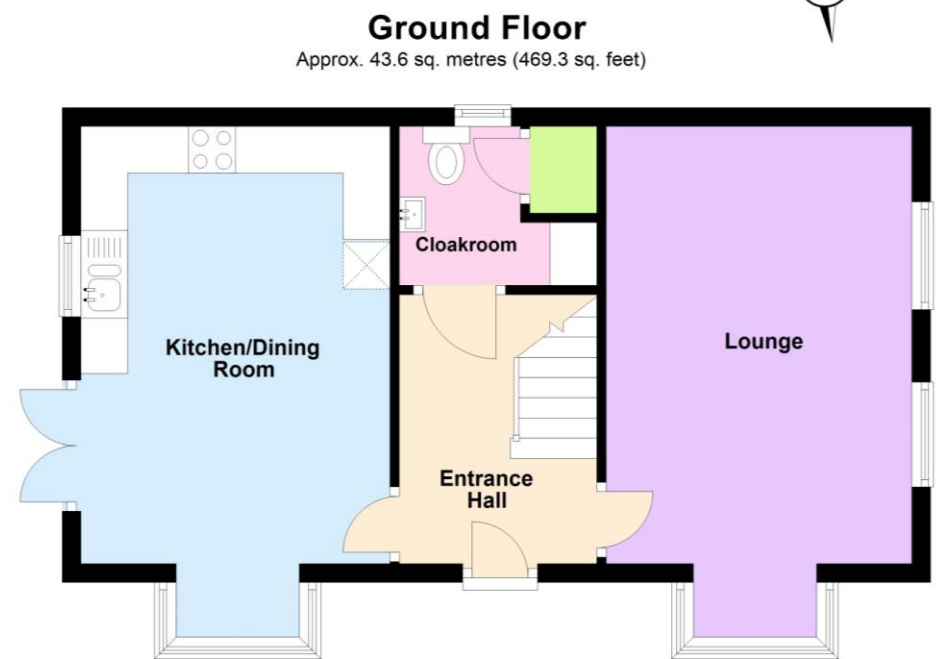 Ground Floor
Approx. 43.6 sq. metres (469.3 sq. feet)
Cloakroom
Kitchen/Dining
Room
Lounge
Entrance
Hall